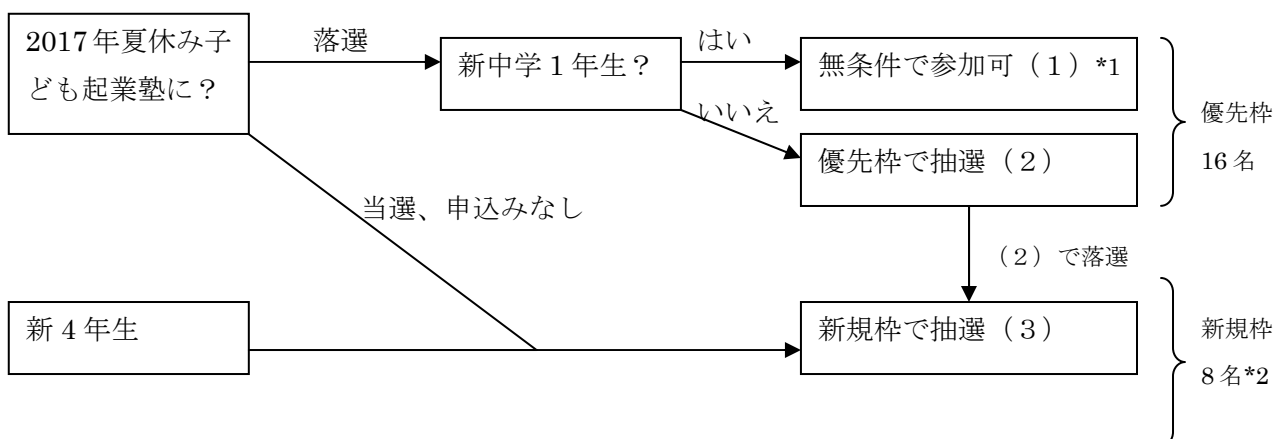 2017年夏休み子
ども起業塾に？
落選
新中学１年生？
はい
無条件で参加可（１）*1
いいえ
優先枠で抽選（２）
優先枠
16名
当選、申込みなし
（２）で落選
新４年生
新規枠で抽選（３）
新規枠
8名*2